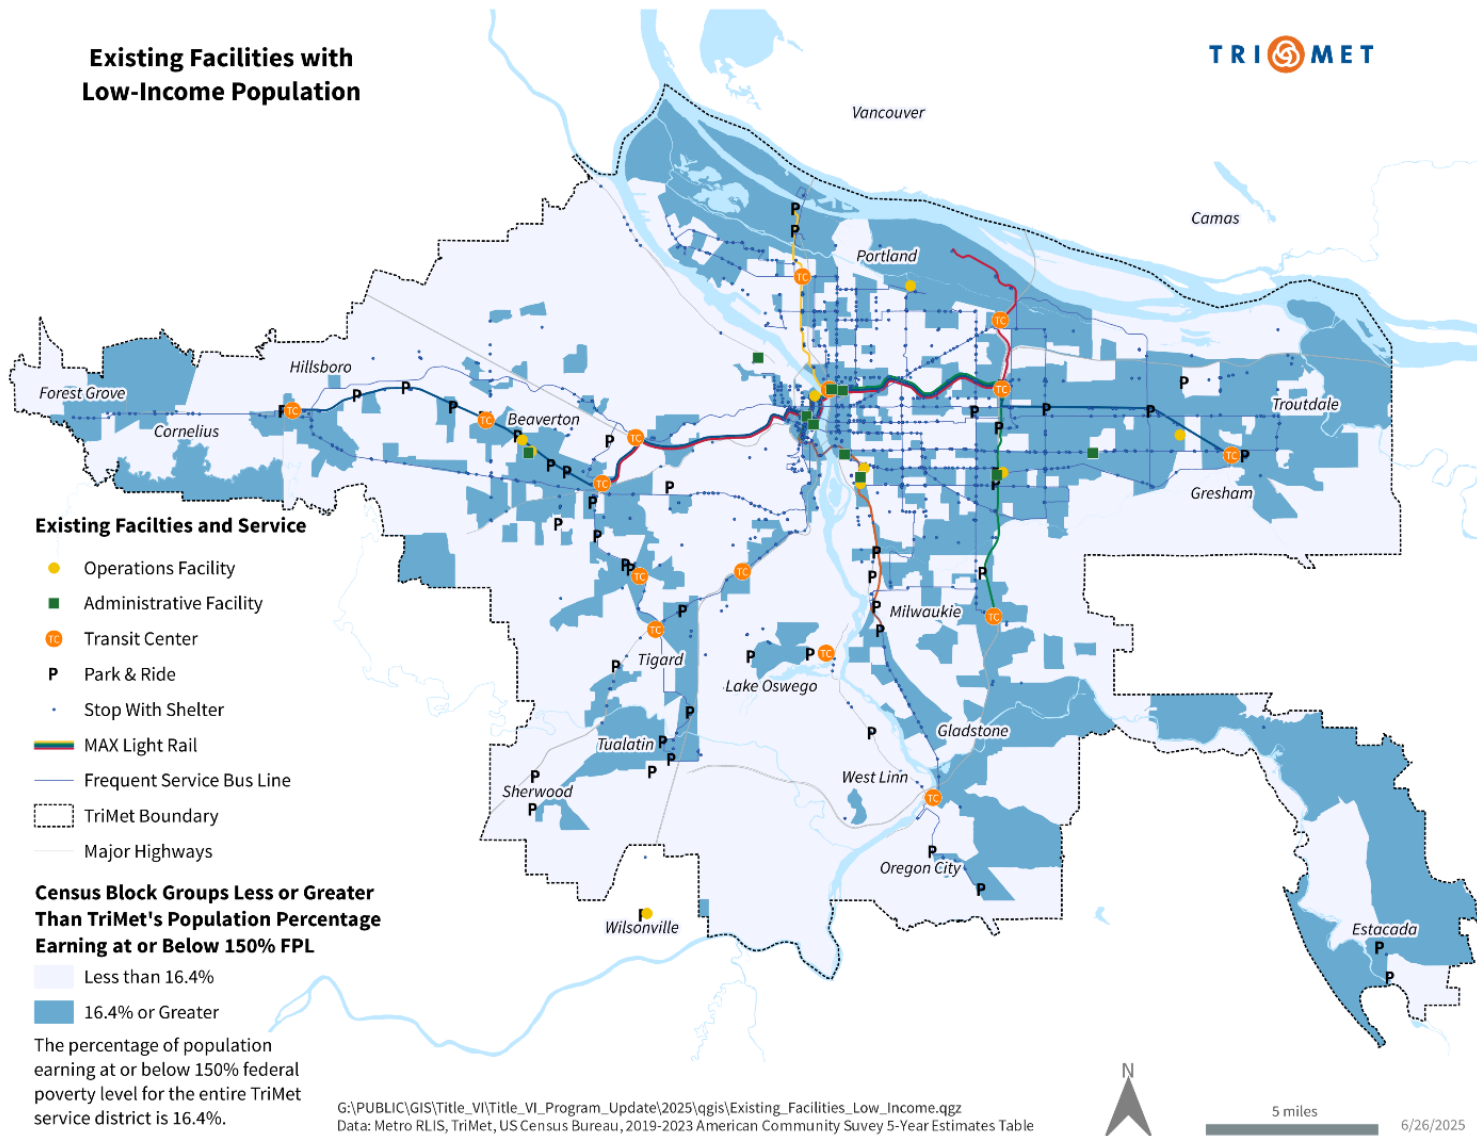 Existing Facilities with
Low-Income Population
TRIMET
Vancouver
Camas
Portland
Hillsboro
Forest Grove
Cornelius
Beaverton
Troutdale
Gresham
Milwaukie
Tigard
Lake Oswego
Gladstone
Tualatin
West Linn
Sherwood
Oregon City
Wilsonville
Estacada
Existing Facilties and Service
Operations Facility
Administrative Facility
TC Transit Center
P Park & Ride
Stop With Shelter
MAX Light Rail
Frequent Service Bus Line
TriMet Boundary
Major Highways
Census Block Groups Less or Greater
Than TriMet's Population Percentage
Earning at or Below 150% FPL
Less than 16.4%
16.4% or Greater
The percentage of population
earning at or below 150% federal
poverty level for the entire TriMet
service district is 16.4%.
G:\PUBLIC\GIS\Title_VI\Title_VI_Program_Update\2025\qgis\Existing_Facilities_Low_Income.qgz
Data: Metro RLIS, TriMet, US Census Bureau, 2019-2023 American Community Suvey 5-Year Estimates Table
N
5 miles
6/26/2025